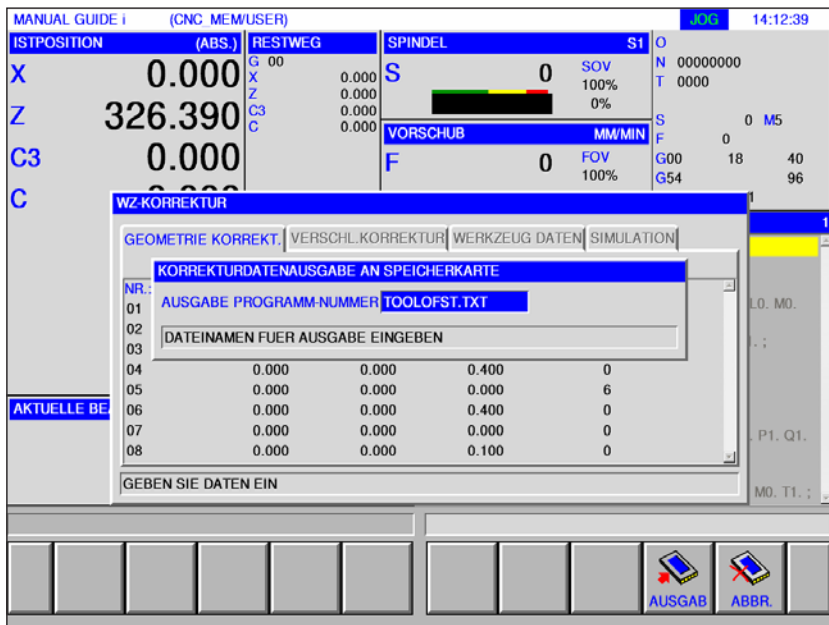 MANUAL GUIDE i (CNC_MEM/USER) JOG 14:12:39
ISTPOSITION (ABS.) RESTWEG SPINDEL S1 O
G 00 N 00000000
X 0.000 X 0.000 S 0 SOV 100% T 0000
Z 0.000 0%
Z 326.390 C3 0.000 S 0 M5
C 0.000 VORSCHUB MM/MIN F 0
C3 0.000 F 0 FOV G00 18 40
100% G54 96
C
WZ-KORREKTUR
1
GEOMETRIE KORREKT. VERSCHL.KORREKTUR WERKZEUG DATEN SIMULATION
KORREKTURDATENAUSGABE AN SPEICHERKARTE
NR.:
01 AUSGABE PROGRAMM-NUMMER TOOLOFST.TXT L0. M0.
02 DATEINAMEN FUER AUSGABE EINGEBEN
03 . ;
04 0.000 0.000 0.400 0
05 0.000 0.000 0.000 6
AKTUELLE BE 06 0.000 0.000 0.400 0
07 0.000 0.000 0.000 0 . P1. Q1.
08 0.000 0.000 0.100 0
GEBEN SIE DATEN EIN M0. T1. ;
AUSGAB ABBR.